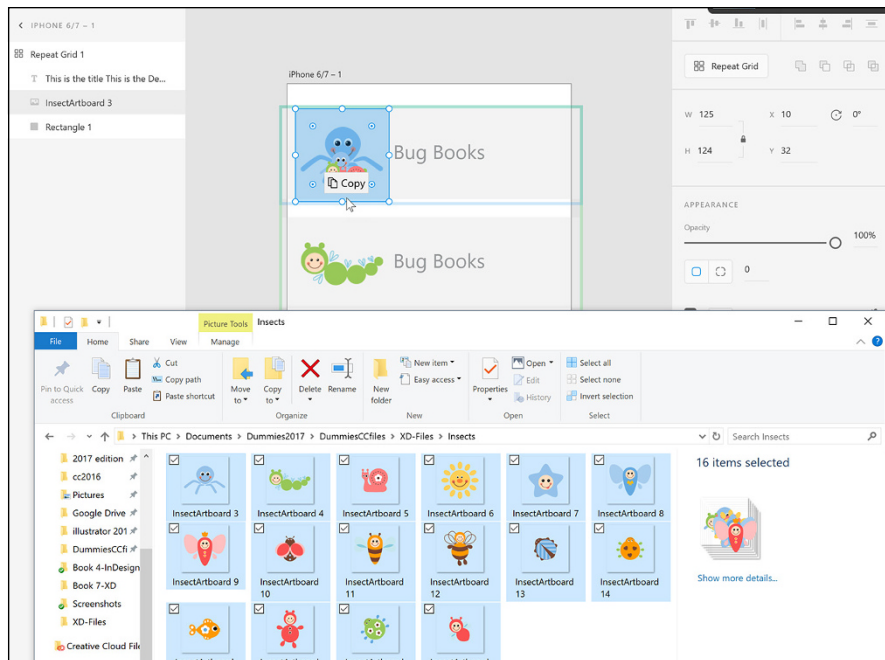 IPHONE 6/7 – 1
Repeat Grid 1
This is the title This is the De...
InsectArtboard 3
Rectangle 1
iPhone 6/7 – 1
Bug Books
Copy
Bug Books
Repeat Grid
W 125 X 10 0°
H 124 Y 32
APPEARANCE
Opacity
100%
0
Picture Tools Insects
File Home Share View Manage
Pin to Quick access
Copy
Paste
Cut
Copy path
Paste shortcut
Clipboard
Move to
Copy to
Delete
Rename
Organize
New folder
New item
Easy access
New
Properties
Open
Edit
History
Open
Select all
Select none
Invert selection
Select
This PC > Documents > Dummies2017 > DummiesCCfiles > XD-Files > Insects
Search Insects
2017 edition
cc2016
Pictures
Google Drive
illustrator 201
DummiesCCfi
Book 4-InDesign
Book 7-XD
Screenshots
XD-Files
Creative Cloud File
InsectArtboard 3 InsectArtboard 4 InsectArtboard 5 InsectArtboard 6 InsectArtboard 7 InsectArtboard 8
InsectArtboard 9 InsectArtboard 10 InsectArtboard 11 InsectArtboard 12 InsectArtboard 13 InsectArtboard 14
16 items selected
Show more details...